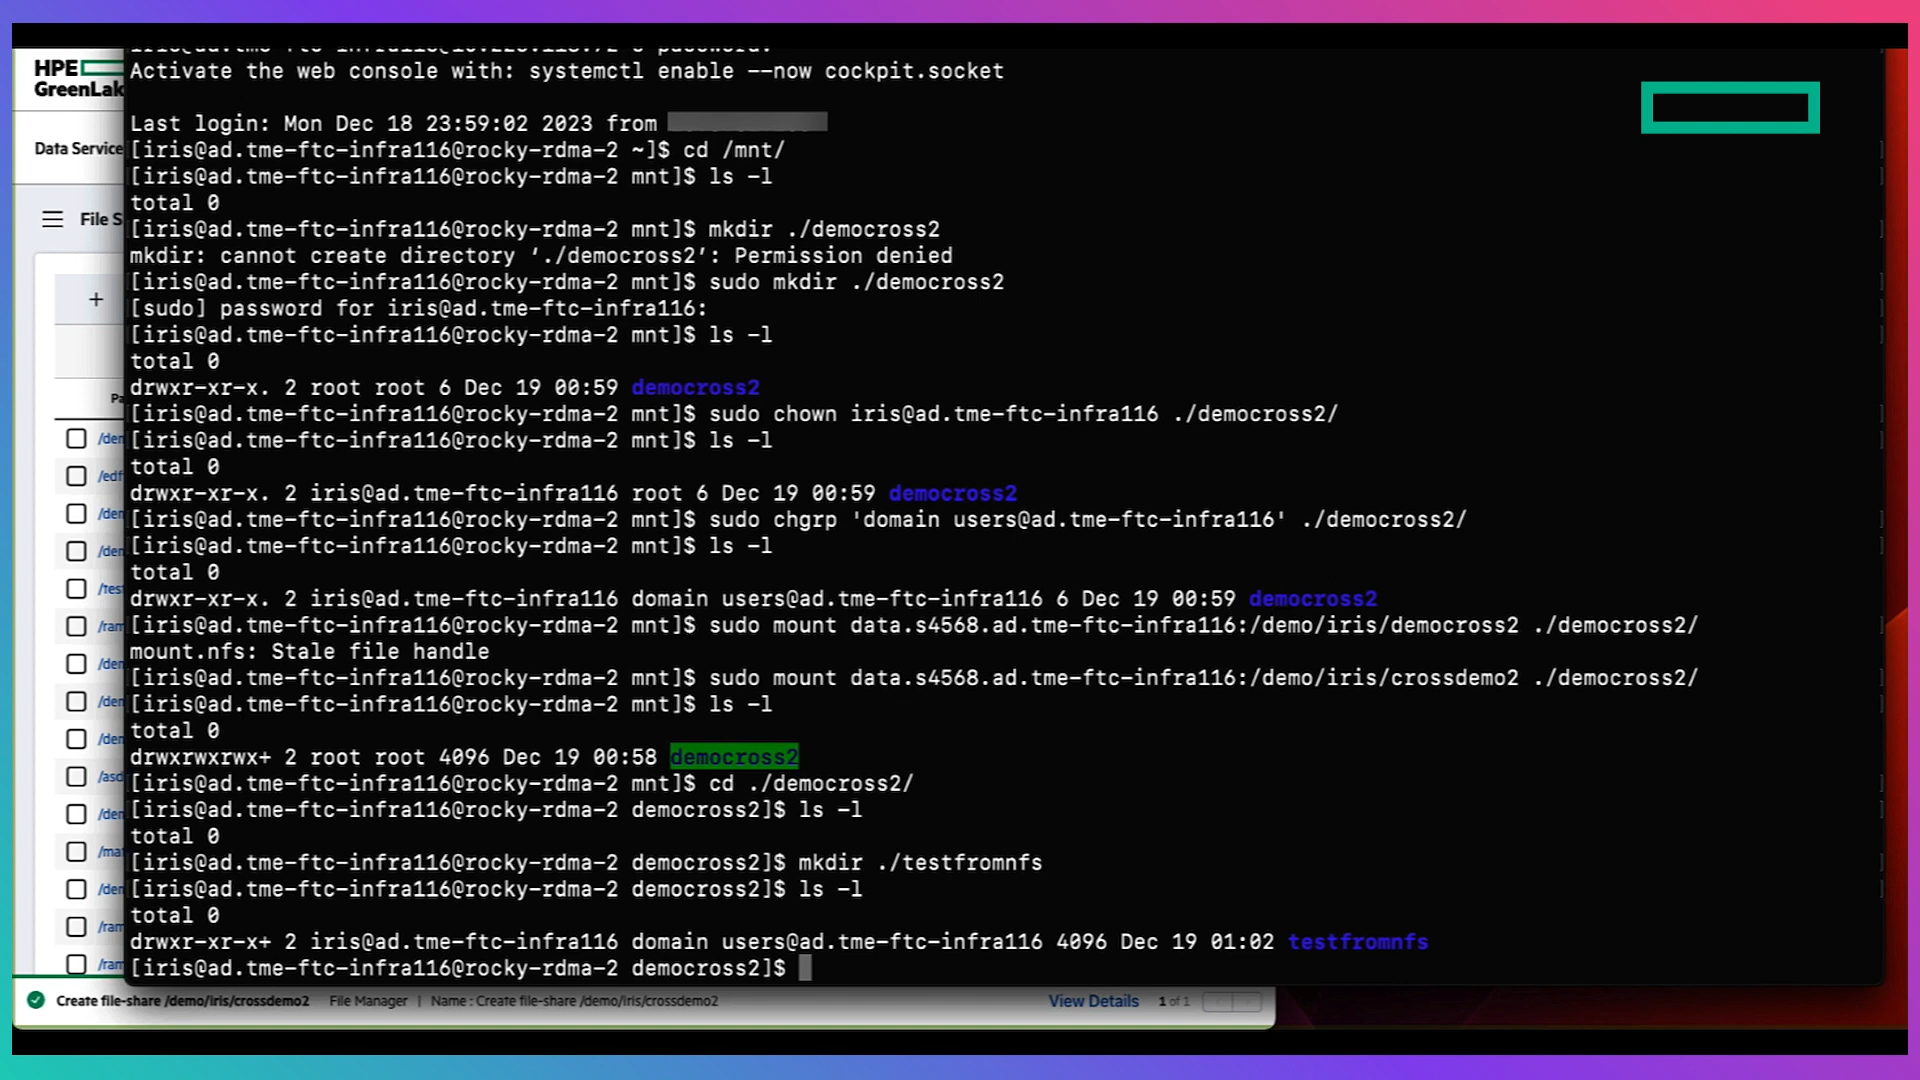 Activate the web console with: systemctl enable --now cockpit.socket
HPE
GreenLak
Last login: Mon Dec 18 23:59:02 2023 from
Data Service
[iris@ad.tme-ftc-infra116@rocky-rdma-2 ~]$ cd /mnt/
[iris@ad.tme-ftc-infra116@rocky-rdma-2 mnt]$ ls -l
total 0
File S
[iris@ad.tme-ftc-infra116@rocky-rdma-2 mnt]$ mkdir ./democross2
mkdir: cannot create directory ‘./democross2’: Permission denied
[iris@ad.tme-ftc-infra116@rocky-rdma-2 mnt]$ sudo mkdir ./democross2
[sudo] password for iris@ad.tme-ftc-infra116:
[iris@ad.tme-ftc-infra116@rocky-rdma-2 mnt]$ ls -l
total 0
drwxr-xr-x. 2 root root 6 Dec 19 00:59 democross2
Pa
[iris@ad.tme-ftc-infra116@rocky-rdma-2 mnt]$ sudo chown iris@ad.tme-ftc-infra116 ./democross2/
/den
[iris@ad.tme-ftc-infra116@rocky-rdma-2 mnt]$ ls -l
total 0
/edf
drwxr-xr-x. 2 iris@ad.tme-ftc-infra116 root 6 Dec 19 00:59 democross2
/den
[iris@ad.tme-ftc-infra116@rocky-rdma-2 mnt]$ sudo chgrp 'domain users@ad.tme-ftc-infra116' ./democross2/
/den
[iris@ad.tme-ftc-infra116@rocky-rdma-2 mnt]$ ls -l
total 0
/tes
drwxr-xr-x. 2 iris@ad.tme-ftc-infra116 domain users@ad.tme-ftc-infra116 6 Dec 19 00:59 democross2
/ram
[iris@ad.tme-ftc-infra116@rocky-rdma-2 mnt]$ sudo mount data.s4568.ad.tme-ftc-infra116:/demo/iris/democross2 ./democross2/
mount.nfs: Stale file handle
/den
[iris@ad.tme-ftc-infra116@rocky-rdma-2 mnt]$ sudo mount data.s4568.ad.tme-ftc-infra116:/demo/iris/crossdemo2 ./democross2/
/den
[iris@ad.tme-ftc-infra116@rocky-rdma-2 mnt]$ ls -l
total 0
/den
drwxrwxrwx+ 2 root root 4096 Dec 19 00:58 democross2
/asd
[iris@ad.tme-ftc-infra116@rocky-rdma-2 mnt]$ cd ./democross2/
/den
[iris@ad.tme-ftc-infra116@rocky-rdma-2 democross2]$ ls -l
total 0
/mat
[iris@ad.tme-ftc-infra116@rocky-rdma-2 democross2]$ mkdir ./testfromnfs
/den
[iris@ad.tme-ftc-infra116@rocky-rdma-2 democross2]$ ls -l
total 0
/ram
drwxr-xr-x+ 2 iris@ad.tme-ftc-infra116 domain users@ad.tme-ftc-infra116 4096 Dec 19 01:02 testfromnfs
/ram
[iris@ad.tme-ftc-infra116@rocky-rdma-2 democross2]$
Create file-share /demo/iris/crossdemo2 File Manager | Name : Create file-share /demo/iris/crossdemo2 View Details 1 of 1